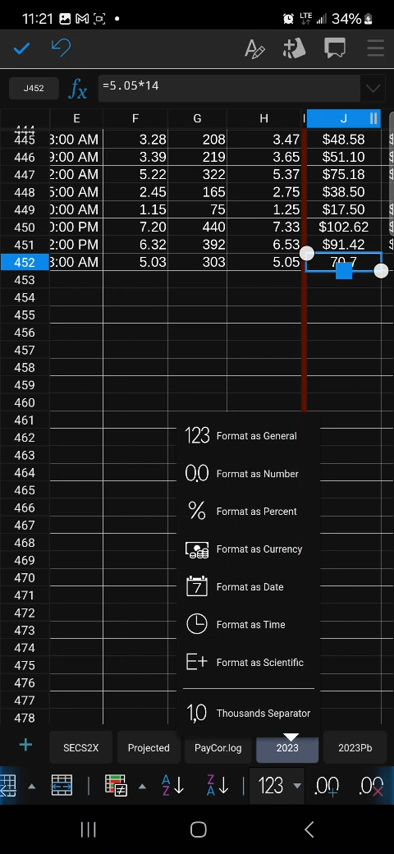 11:21 LTE 34%
J452 fx =5.05*14
E F G H I J
444
445 8:00 AM 3.28 208 3.47 $48.58
446 9:00 AM 3.39 219 3.65 $51.10
447 2:00 AM 5.22 322 5.37 $75.18
448 5:00 AM 2.45 165 2.75 $38.50
449 0:00 AM 1.15 75 1.25 $17.50
450 0:00 PM 7.20 440 7.33 $102.62
451 2:00 PM 6.32 392 6.53 $91.42
452 3:00 AM 5.03 303 5.05 70.7
453
454
455
456
457
458
459
460
461
462
463
464
465
466
467
468
469
470
471
472
473
474
475
476
477
478
123 Format as General
0.0 Format as Number
% Format as Percent
Format as Currency
7 Format as Date
Format as Time
E+ Format as Scientific
1,0 Thousands Separator
+ SECS2X Projected PayCor.log 2023 2023Pb
A Z Z A 123 .00 .00